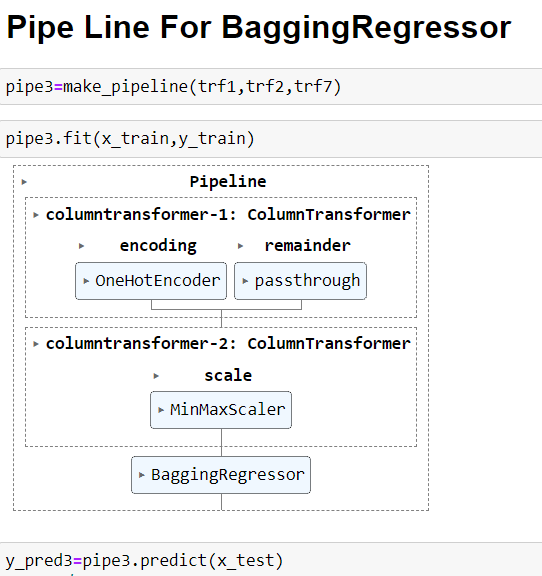 Pipe Line For BaggingRegressor
pipe3=make_pipeline(trf1,trf2,trf7)
pipe3.fit(x_train,y_train)
Pipeline
columntransformer-1: ColumnTransformer
encoding remainder
OneHotEncoder passthrough
columntransformer-2: ColumnTransformer
scale
MinMaxScaler
BaggingRegressor
y_pred3=pipe3.predict(x_test)